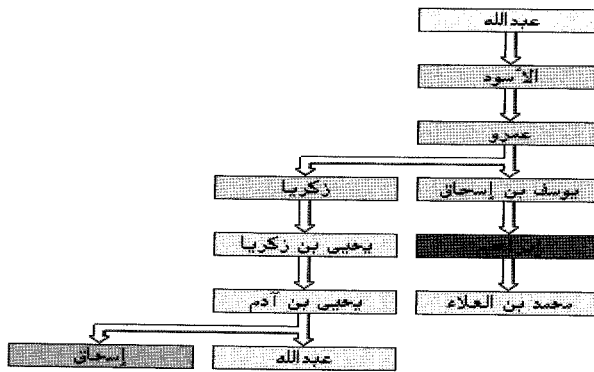 عبدالله
الأسود
عمرو
زكريا
يوسف بن إسحاق
يحيى بن زكريا
يحيى بن آدم
محمد بن العلاء
إسحاق
عبدالله